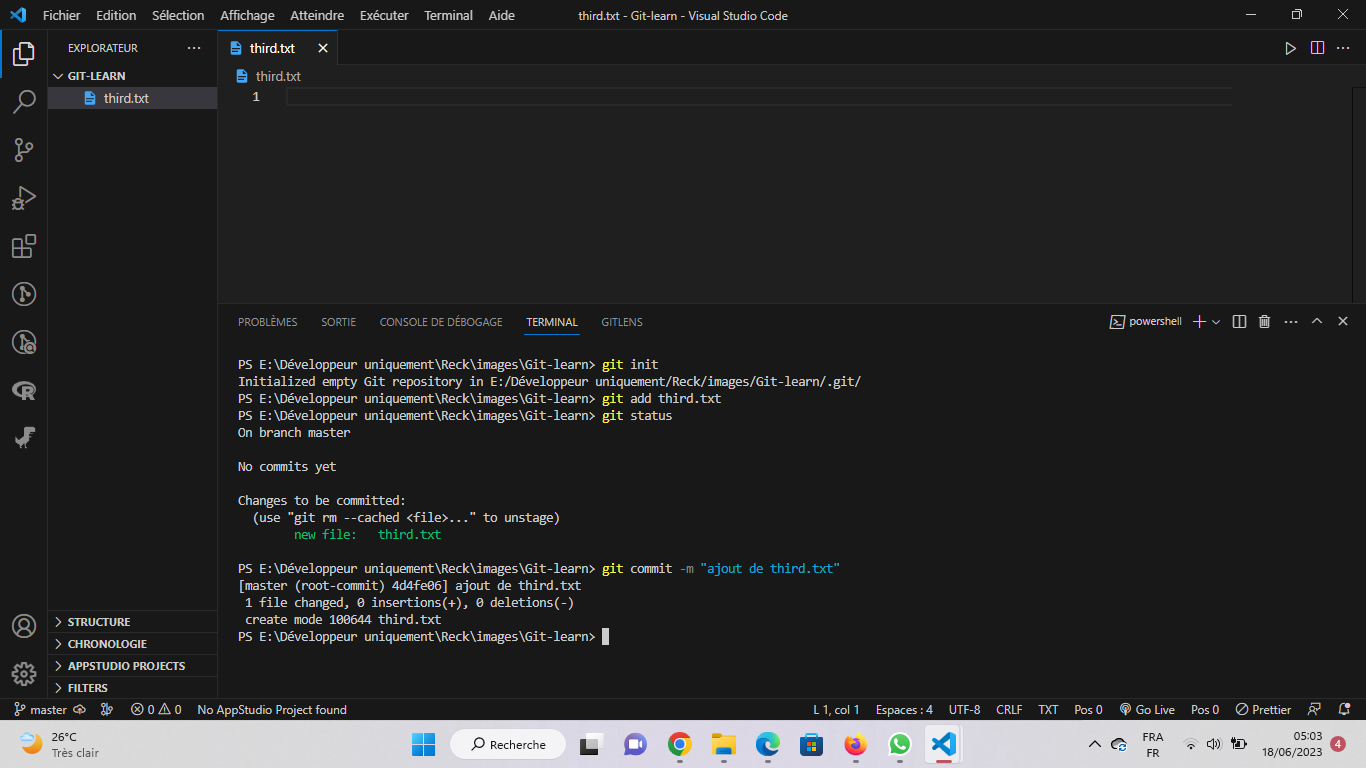 Fichier Edition Sélection Affichage Atteindre Exécuter Terminal Aide third.txt - Git-learn - Visual Studio Code
EXPLORATEUR
GIT-LEARN
third.txt
STRUCTURE
CHRONOLOGIE
APPSTUDIO PROJECTS
FILTERS
third.txt
third.txt
1
PROBLÈMES SORTIE CONSOLE DE DÉBOGAGE TERMINAL GITLENS powershell
PS E:\Développeur uniquement\Reck\images\Git-learn> git init
Initialized empty Git repository in E:/Développeur uniquement/Reck/images/Git-learn/.git/
PS E:\Développeur uniquement\Reck\images\Git-learn> git add third.txt
PS E:\Développeur uniquement\Reck\images\Git-learn> git status
On branch master
No commits yet
Changes to be committed:
(use "git rm --cached <file>..." to unstage)
new file: third.txt
PS E:\Développeur uniquement\Reck\images\Git-learn> git commit -m "ajout de third.txt"
[master (root-commit) 4d4fe06] ajout de third.txt
1 file changed, 0 insertions(+), 0 deletions(-)
create mode 100644 third.txt
PS E:\Développeur uniquement\Reck\images\Git-learn>
master 0 0 No AppStudio Project found L 1, col 1 Espaces : 4 UTF-8 CRLF TXT Pos 0 Go Live Pos 0 Prettier
26°C
Très clair
Recherche
FRA
FR
05:03
18/06/2023
4